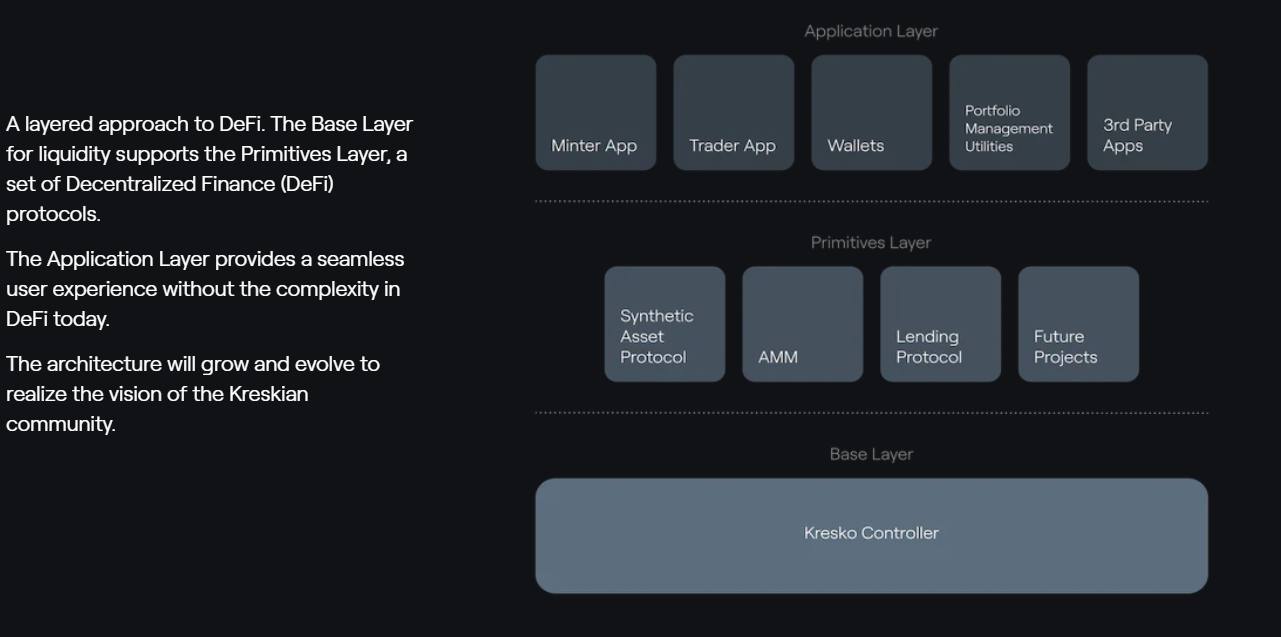 A layered approach to DeFi. The Base Layer
for liquidity supports the Primitives Layer, a
set of Decentralized Finance (DeFi)
protocols.
The Application Layer provides a seamless
user experience without the complexity in
DeFi today.
The architecture will grow and evolve to
realize the vision of the Kreskian
community.
Application Layer
Minter App
Trader App
Wallets
Portfolio
Management
Utilities
3rd Party
Apps
Primitives Layer
Synthetic
Asset
Protocol
AMM
Lending
Protocol
Future
Projects
Base Layer
Kresko Controller